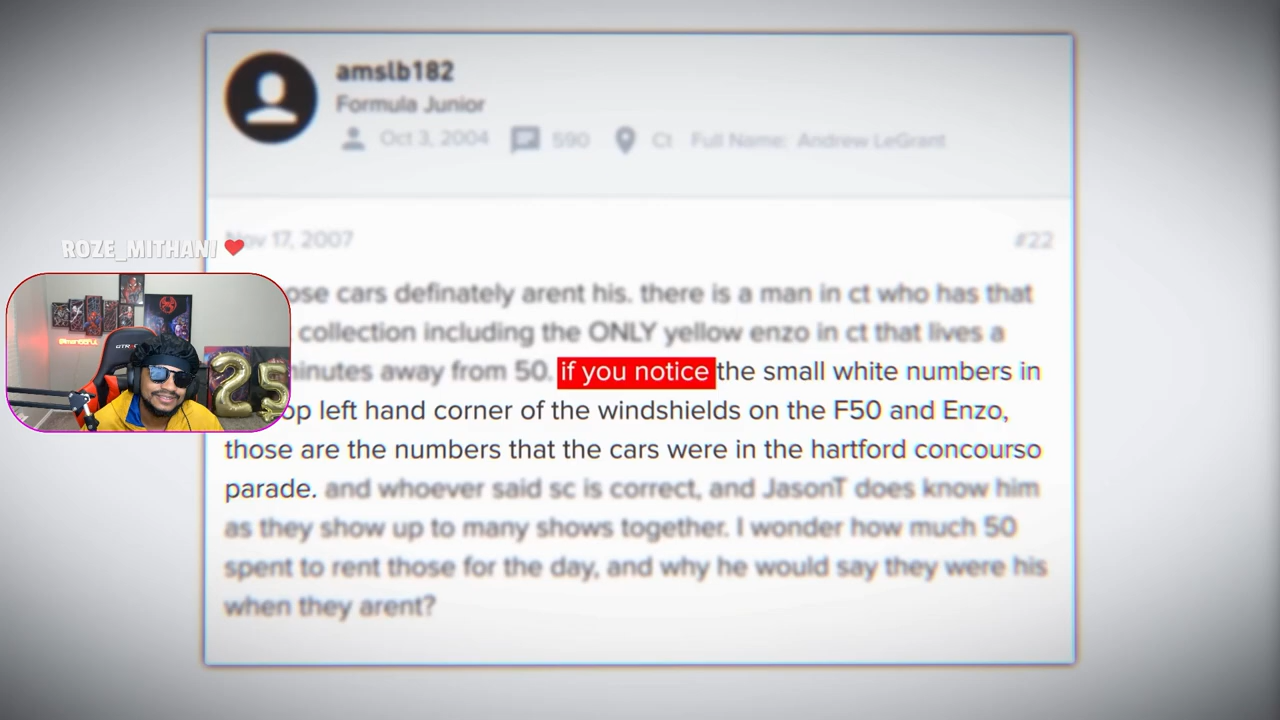 amslb182
Formula Junior
Oct 3, 2004 590 Ct Full Name: Andrew LeGrant
ROZE_MITHANI
Nov 17, 2007 #22
cars definately arent his. there is a man in ct who has that
collection including the ONLY yellow enzo in ct that lives a
minutes away from 50. if you notice the small white numbers in
left hand corner of the windshields on the F50 and Enzo,
those are the numbers that the cars were in the hartford concourso
parade. and whoever said sc is correct, and JasonT does know him
as they show up to many shows together. I wonder how much 50
spent to rent those for the day, and why he would say they were his
when they arent?
25